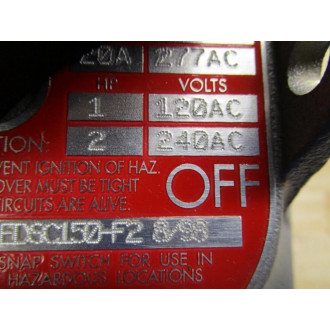 20A 277AC
HP VOLTS
1 120AC
TION: 2 240AC
VENT IGNITION OF HAZ.
OVER MUST BE TIGHT
CIRCUITS ARE ALIVE. OFF
EDSC150-F2 8/98
SNAP SWITCH FOR USE IN
HAZARDOUS LOCATIONS